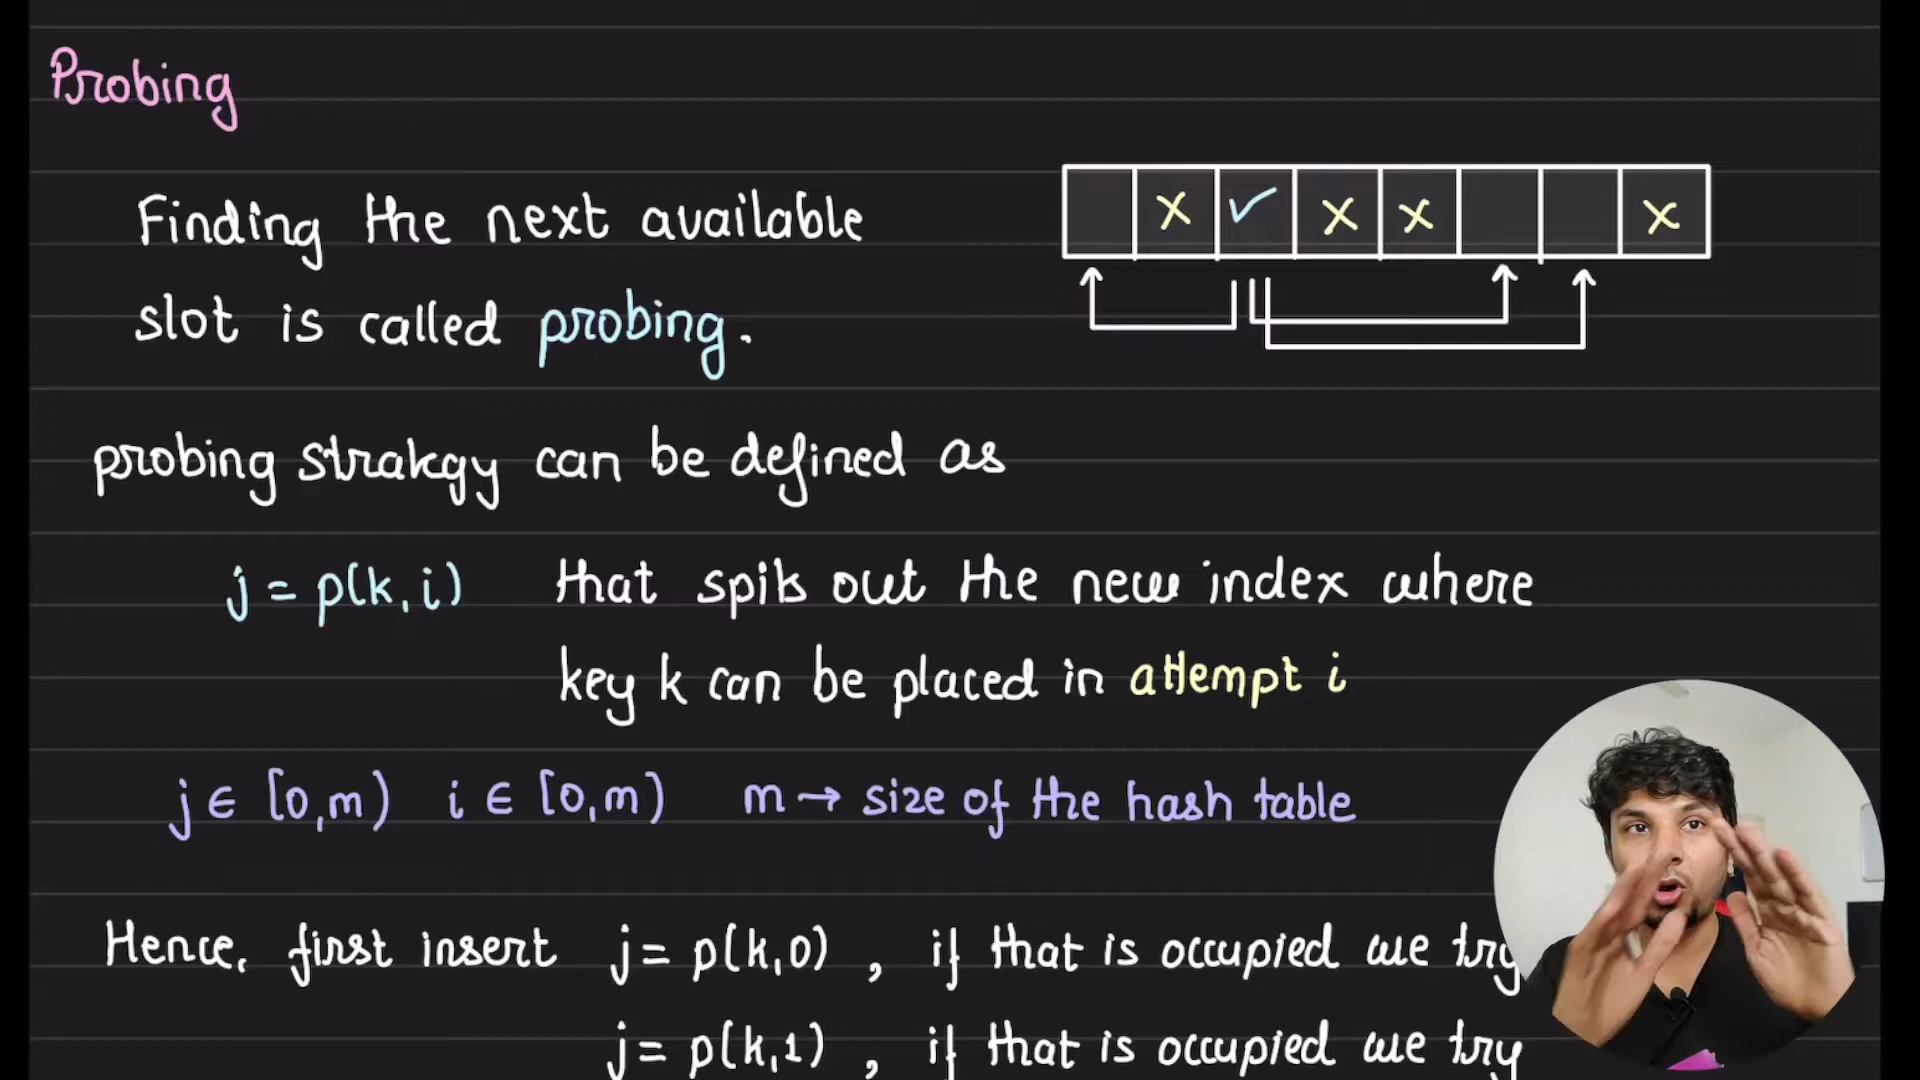 Probing
Finding the next available
slot is called probing.
x ✓ x x x
probing strategy can be defined as
j = p(k, i) that spits out the new index where
key k can be placed in attempt i
j ∈ [0,m) i ∈ [0,m) m → size of the hash table
Hence, first insert j = p(k,0) , if that is occupied we try
j = p(k,1) , if that is occupied we try